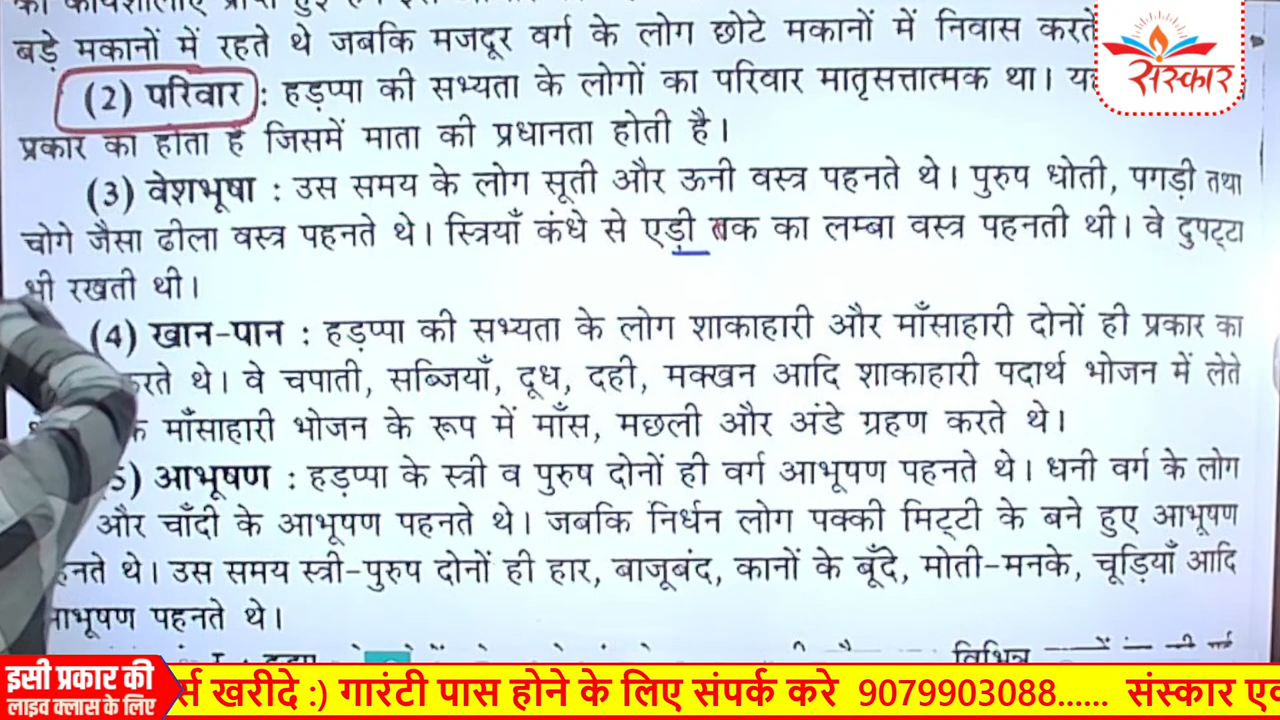 बड़े मकानों में रहते थे जबकि मजदूर वर्ग के लोग छोटे मकानों में निवास करते
संस्कार
(2) परिवार : हड़प्पा की सभ्यता के लोगों का परिवार मातृसत्तात्मक था।
प्रकार का होता है जिसमें माता की प्रधानता होती है।
(3) वेशभूषा : उस समय के लोग सूती और ऊनी वस्त्र पहनते थे। पुरुष धोती, पगड़ी तथा
चोगे जैसा ढीला वस्त्र पहनते थे। स्त्रियाँ कंधे से एड़ी तक का लम्बा वस्त्र पहनती थी। वे दुपट्टा
भी रखती थी।
(4) खान-पान : हड़प्पा की सभ्यता के लोग शाकाहारी और माँसाहारी दोनों ही प्रकार का
रते थे। वे चपाती, सब्जियाँ, दूध, दही, मक्खन आदि शाकाहारी पदार्थ भोजन में लेते
माँसाहारी भोजन के रूप में माँस, मछली और अंडे ग्रहण करते थे।
5) आभूषण : हड़प्पा के स्त्री व पुरुष दोनों ही वर्ग आभूषण पहनते थे। धनी वर्ग के लोग
और चाँदी के आभूषण पहनते थे। जबकि निर्धन लोग पक्की मिट्टी के बने हुए आभूषण
हनते थे। उस समय स्त्री-पुरुष दोनों ही हार, बाजूबंद, कानों के बूँदे, मोती-मनके, चूड़ियाँ आदि
आभूषण पहनते थे।
विभिन्न
इसी प्रकार की
लाइव क्लास के लिए
र्स खरीदे :) गारंटी पास होने के लिए संपर्क करे 9079903088...... संस्कार एव